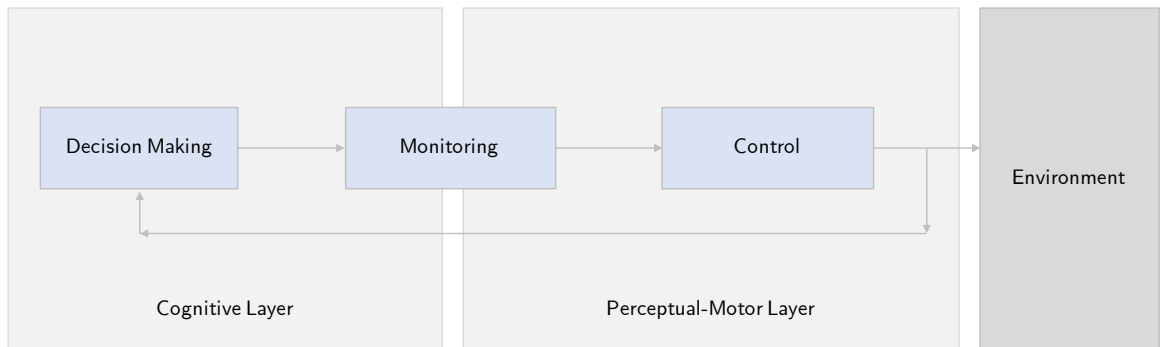 Decision Making
Monitoring
Control
Environment
Cognitive Layer
Perceptual-Motor Layer